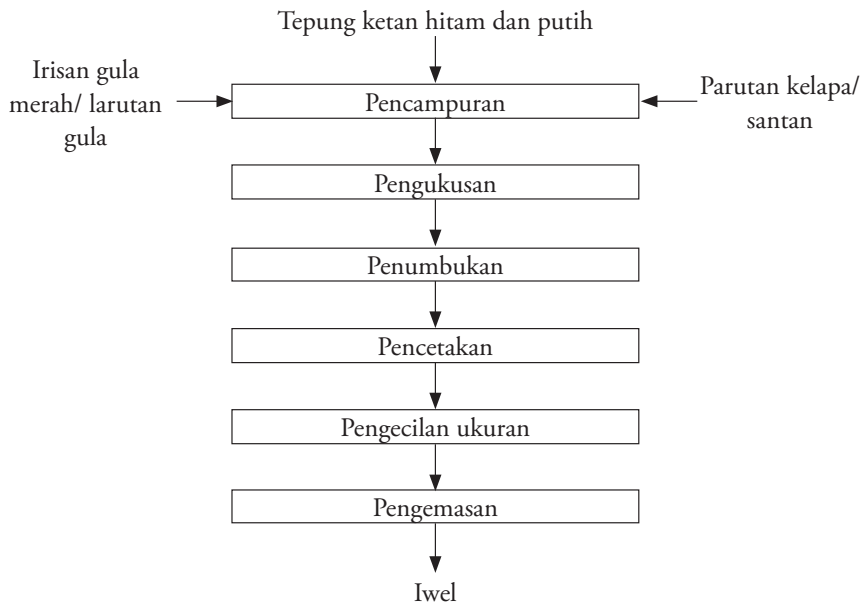 Tepung ketan hitam dan putih
Irisan gula
merah/ larutan
gula
Pencampuran
Parutan kelapa/
santan
Pengukusan
Penumbukan
Pencetakan
Pengecilan ukuran
Pengemasan
Iwel